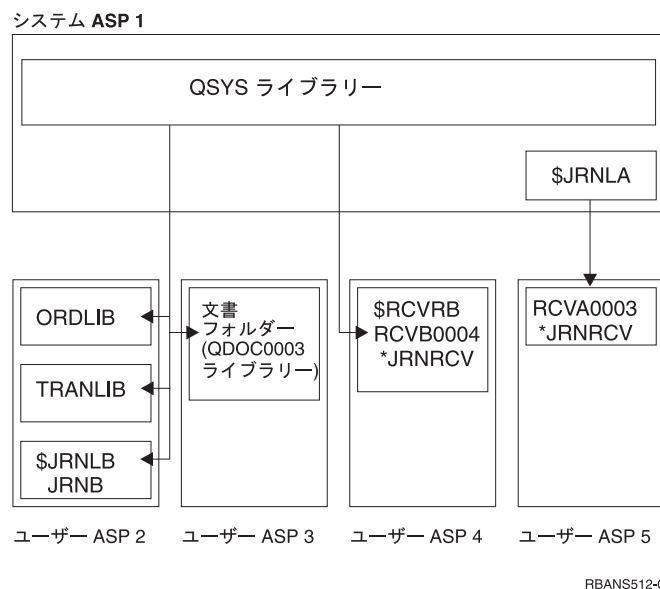 システム ASP 1
QSYS ライブラリー
$JRNLA
ORDLIB
TRANLIB
$JRNLB
JRNB
文書
フォルダー
(QDOC0003
ライブラリー)
$RCVRB
RCVB0004
*JRNRCV
RCVA0003
*JRNRCV
ユーザー ASP 2
ユーザー ASP 3
ユーザー ASP 4
ユーザー ASP 5
RBANS512-0